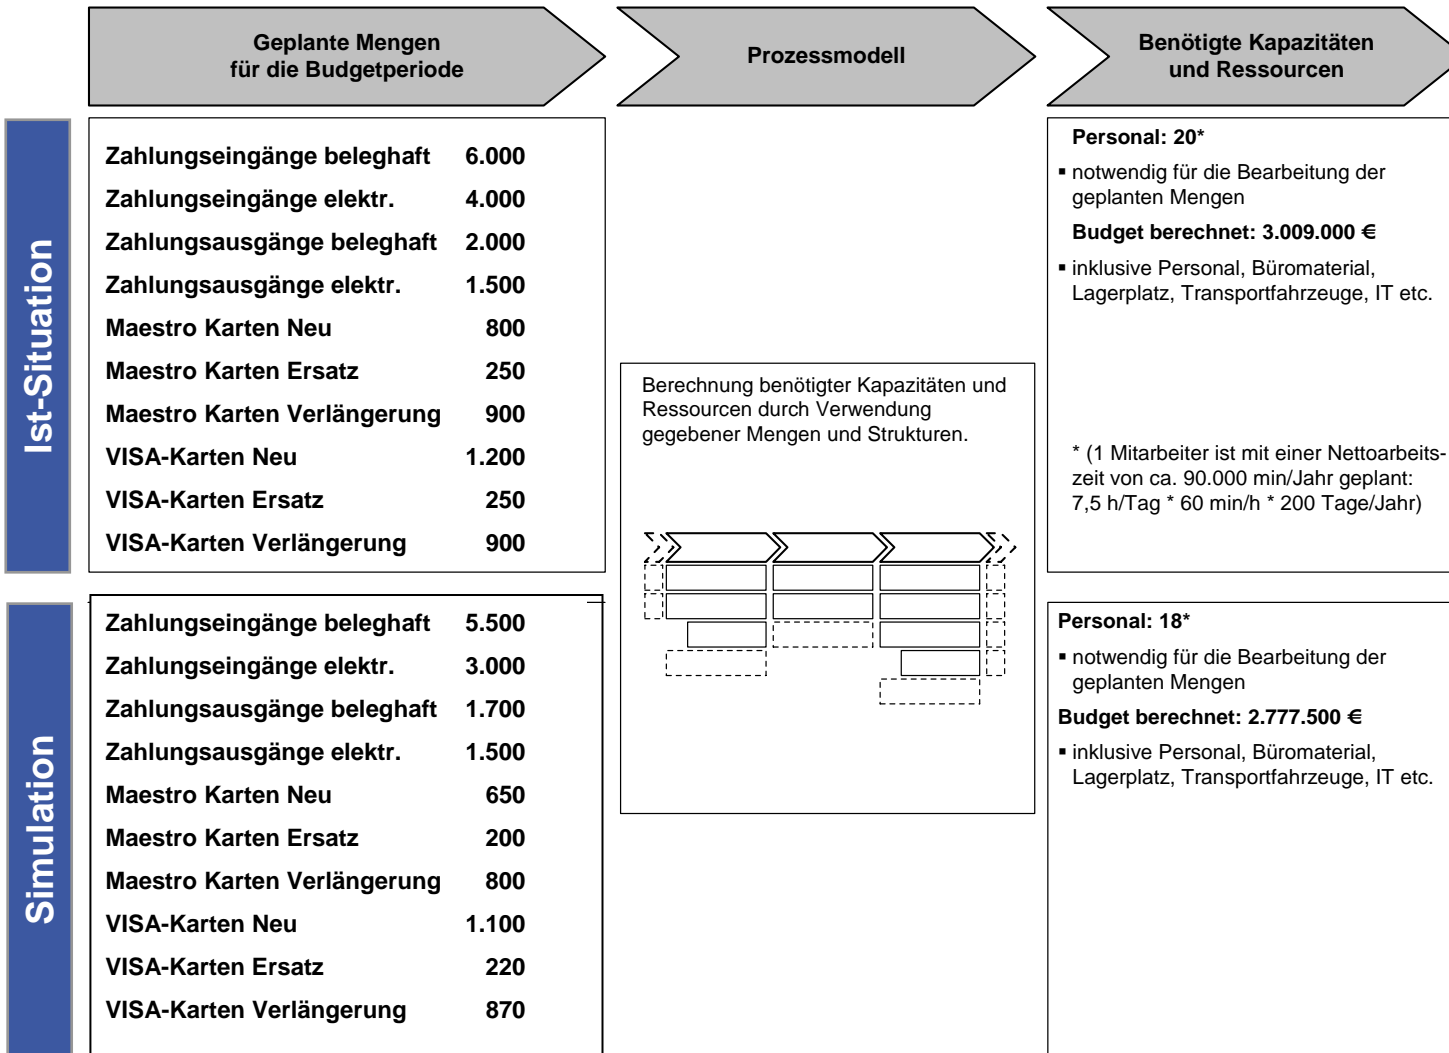 Geplante Mengen
für die Budgetperiode
Prozessmodell
Benötigte Kapazitäten
und Ressourcen
Ist-Situation
Zahlungseingänge beleghaft 6.000
Zahlungseingänge elektr. 4.000
Zahlungsausgänge beleghaft 2.000
Zahlungsausgänge elektr. 1.500
Maestro Karten Neu 800
Maestro Karten Ersatz 250
Maestro Karten Verlängerung 900
VISA-Karten Neu 1.200
VISA-Karten Ersatz 250
VISA-Karten Verlängerung 900
Berechnung benötigter Kapazitäten und
Ressourcen durch Verwendung
gegebener Mengen und Strukturen.
Personal: 20*
▪ notwendig für die Bearbeitung der
geplanten Mengen
Budget berechnet: 3.009.000 €
▪ inklusive Personal, Büromaterial,
Lagerplatz, Transportfahrzeuge, IT etc.
* (1 Mitarbeiter ist mit einer Nettoarbeits-
zeit von ca. 90.000 min/Jahr geplant:
7,5 h/Tag * 60 min/h * 200 Tage/Jahr)
Simulation
Zahlungseingänge beleghaft 5.500
Zahlungseingänge elektr. 3.000
Zahlungsausgänge beleghaft 1.700
Zahlungsausgänge elektr. 1.500
Maestro Karten Neu 650
Maestro Karten Ersatz 200
Maestro Karten Verlängerung 800
VISA-Karten Neu 1.100
VISA-Karten Ersatz 220
VISA-Karten Verlängerung 870
Personal: 18*
▪ notwendig für die Bearbeitung der
geplanten Mengen
Budget berechnet: 2.777.500 €
▪ inklusive Personal, Büromaterial,
Lagerplatz, Transportfahrzeuge, IT etc.